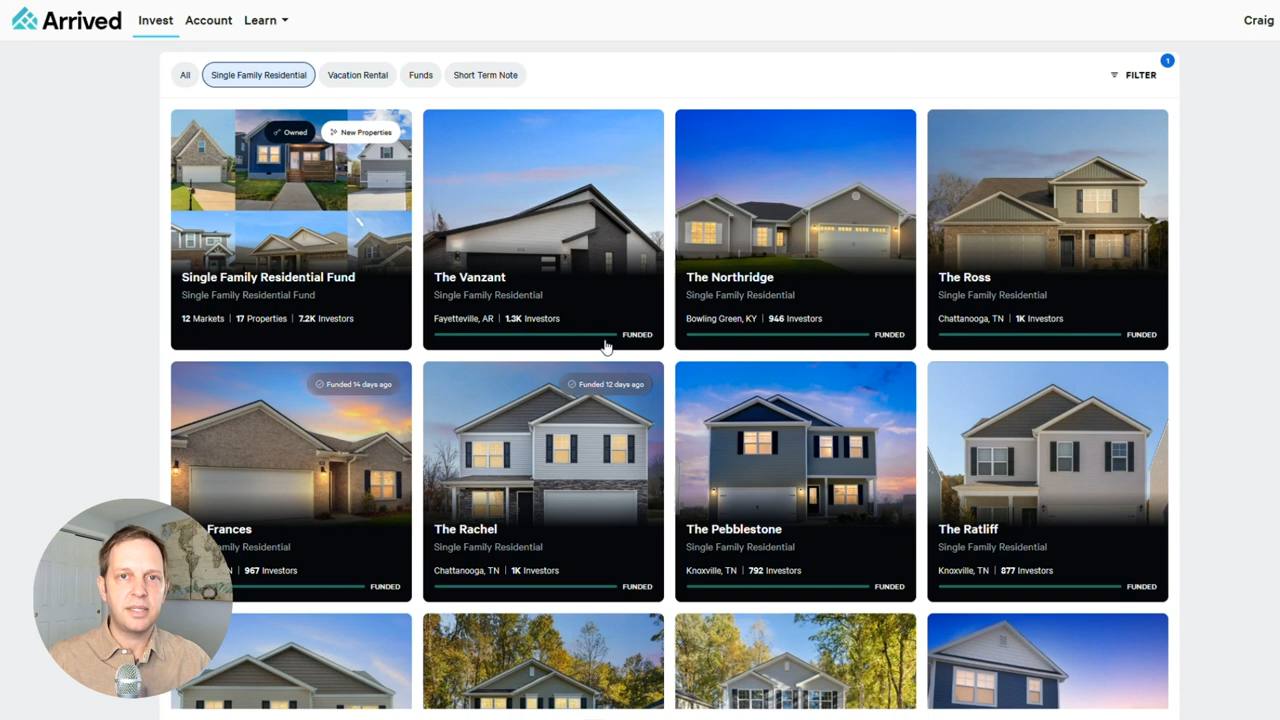 Arrived
Invest
Account
Learn
Craig
All
Single Family Residential
Vacation Rental
Funds
Short Term Note
1
FILTER
Owned
New Properties
Single Family Residential Fund
Single Family Residential Fund
12 Markets | 17 Properties | 7.2K Investors
The Vanzant
Single Family Residential
Fayetteville, AR | 1.3K Investors
FUNDED
The Northridge
Single Family Residential
Bowling Green, KY | 946 Investors
FUNDED
The Ross
Single Family Residential
Chattanooga, TN | 1K Investors
FUNDED
Funded 14 days ago
Frances
Residential
967 Investors
FUNDED
Funded 12 days ago
The Rachel
Single Family Residential
Chattanooga, TN | 1K Investors
FUNDED
The Pebblestone
Single Family Residential
Knoxville, TN | 792 Investors
FUNDED
The Ratliff
Single Family Residential
Knoxville, TN | 877 Investors
FUNDED